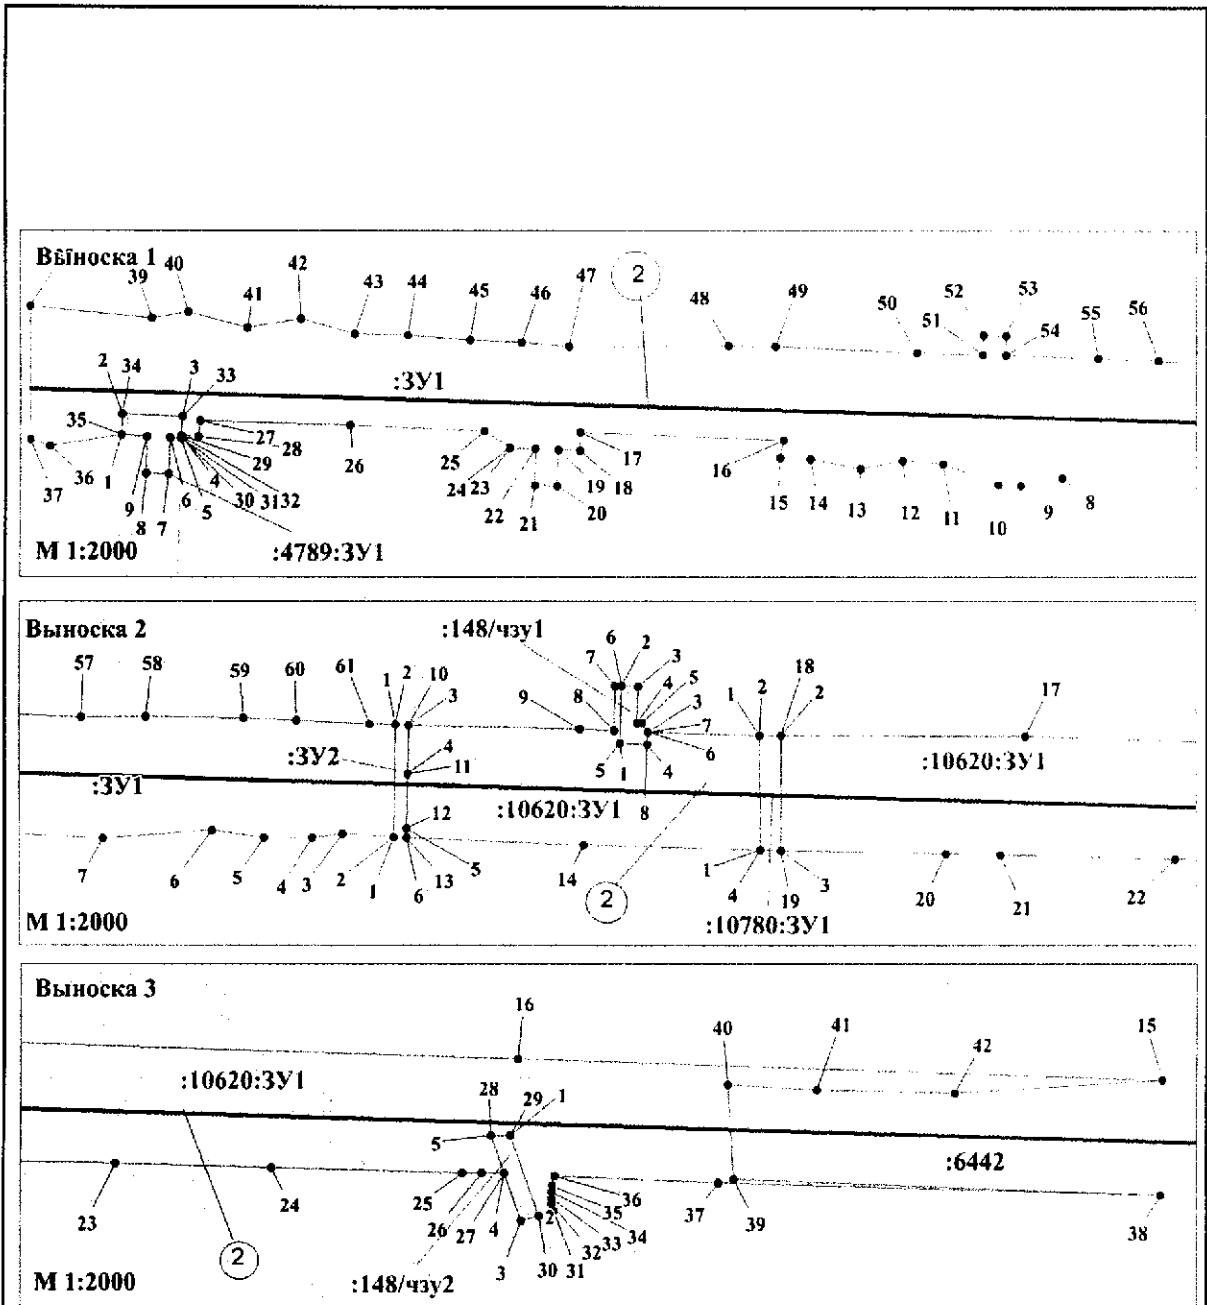 Выноска 1
39 40 41 42 43 44 45 46 47 2 48 49 50 51 52 53 54 55 56
2 34 3 33 :ЗУ1
35 27 28 26 25 17 16
37 36 1 9 8 7 6 5 4 30 31 32 29 24 23 22 21 20 19 18 15 14 13 12 11 10 9 8
М 1:2000 :4789:ЗУ1
Выноска 2 :148/чзу1
57 58 59 60 61 1 2 10 3 9 8 7 6 2 3 4 5 3 7 6 1 2 18 2 17
:ЗУ2 4 11 5 1 4 8 :10620:ЗУ1
:ЗУ1 12 :10620:ЗУ1
7 6 5 4 3 2 1 6 13 5 14 2 1 4 19 3 20 21 22
М 1:2000 :10780:ЗУ1
Выноска 3
16 40 41 42 15
:10620:ЗУ1 28 29 1
5 :6442
23 24 25 26 27 4 3 30 2 31 32 33 34 35 36 37 39 38
2
М 1:2000 :148/чзу2